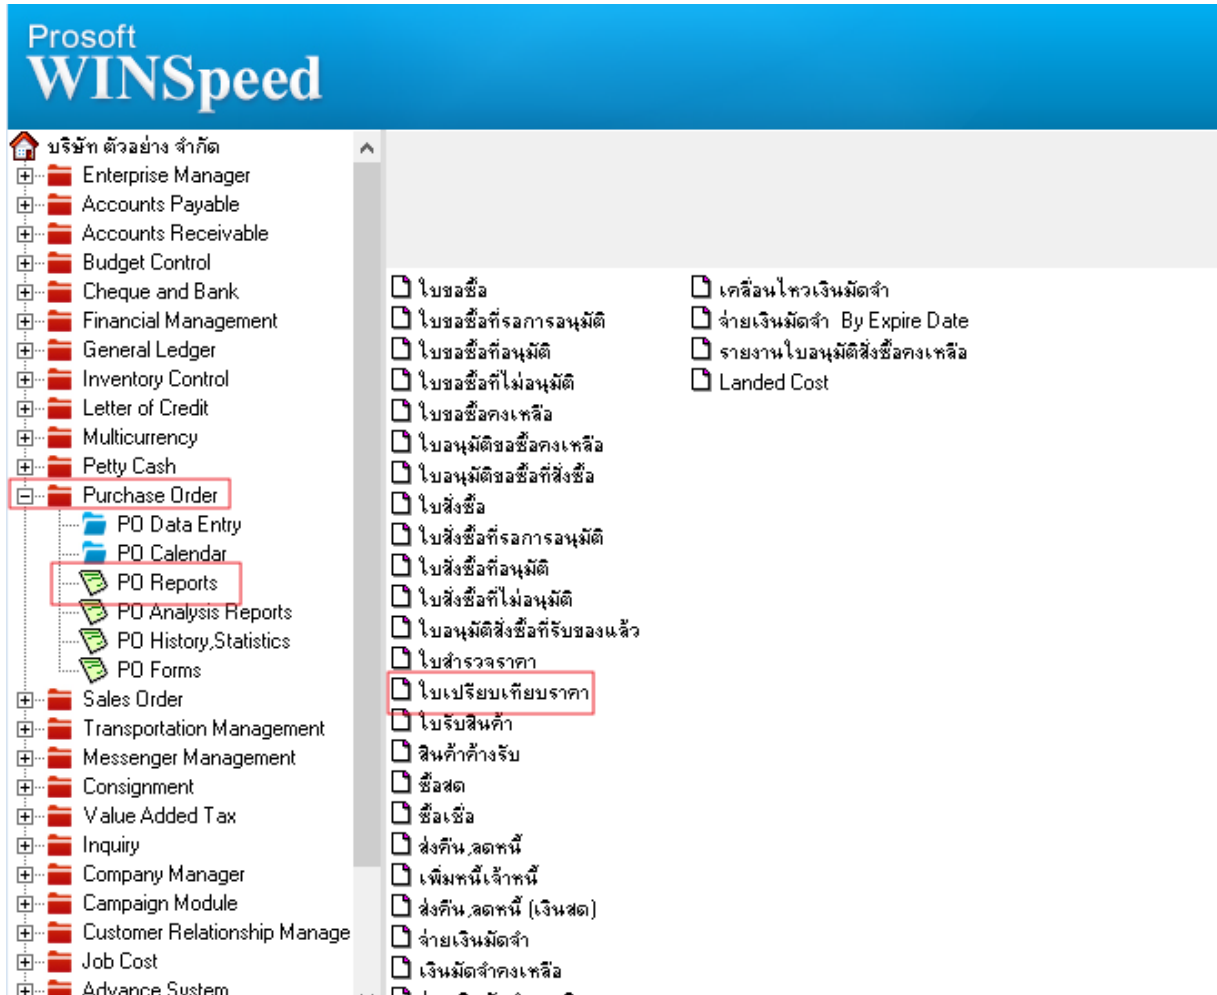 Prosoft
WINSpeed
บริษัท ตัวอย่าง จำกัด
Enterprise Manager
Accounts Payable
Accounts Receivable
Budget Control
Cheque and Bank
Financial Management
General Ledger
Inventory Control
Letter of Credit
Multicurrency
Petty Cash
Purchase Order
PO Data Entry
PO Calendar
PO Reports
PO Analysis Reports
PO History,Statistics
PO Forms
Sales Order
Transportation Management
Messenger Management
Consignment
Value Added Tax
Inquiry
Company Manager
Campaign Module
Customer Relationship Manage
Job Cost
Advance System
ใบขอซื้อ
ใบขอซื้อที่รอการอนุมัติ
ใบขอซื้อที่อนุมัติ
ใบขอซื้อที่ไม่อนุมัติ
ใบขอซื้อคงเหลือ
ใบอนุมัติขอซื้อคงเหลือ
ใบอนุมัติขอซื้อที่สั่งซื้อ
ใบสั่งซื้อ
ใบสั่งซื้อที่รอการอนุมัติ
ใบสั่งซื้อที่อนุมัติ
ใบสั่งซื้อที่ไม่อนุมัติ
ใบอนุมัติสั่งซื้อที่รับของแล้ว
ใบสำรวจราคา
ใบเปรียบเทียบราคา
ใบรับสินค้า
สินค้าค้างรับ
ซื้อสด
ซื้อเชื่อ
ส่งคืน,ลดหนี้
เพิ่มหนี้เจ้าหนี้
ส่งคืน,ลดหนี้ (เงินสด)
จ่ายเงินมัดจำ
เงินมัดจำคงเหลือ
เคลื่อนไหวเงินมัดจำ
จ่ายเงินมัดจำ By Expire Date
รายงานใบอนุมัติสั่งซื้อคงเหลือ
Landed Cost